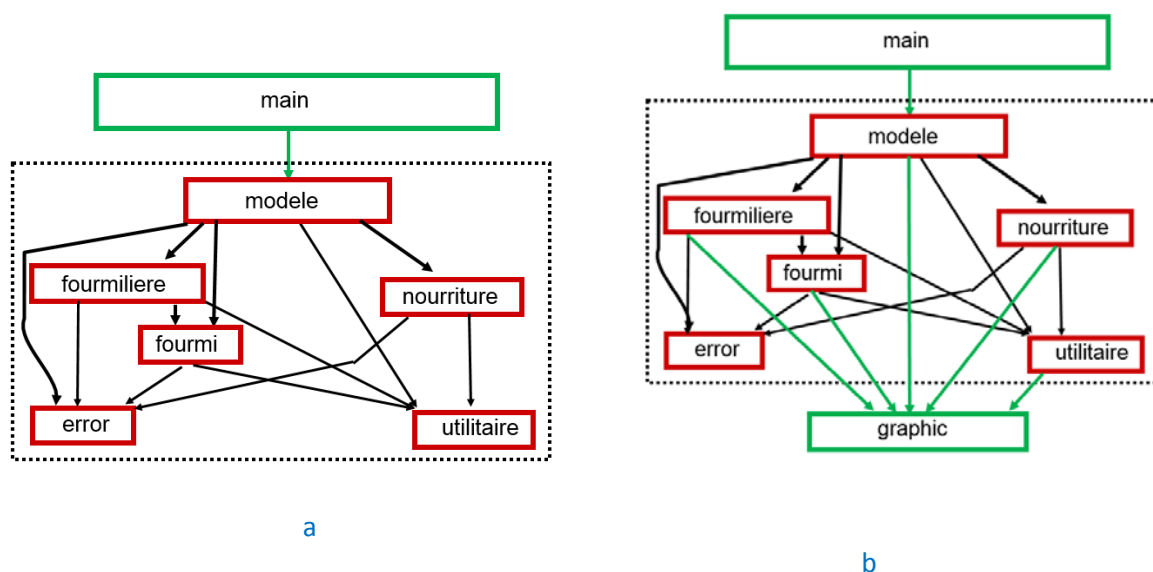 main
modele
fourmiliere
nourriture
fourmi
error
utilitaire
a
main
modele
fourmiliere
nourriture
fourmi
error
utilitaire
graphic
b